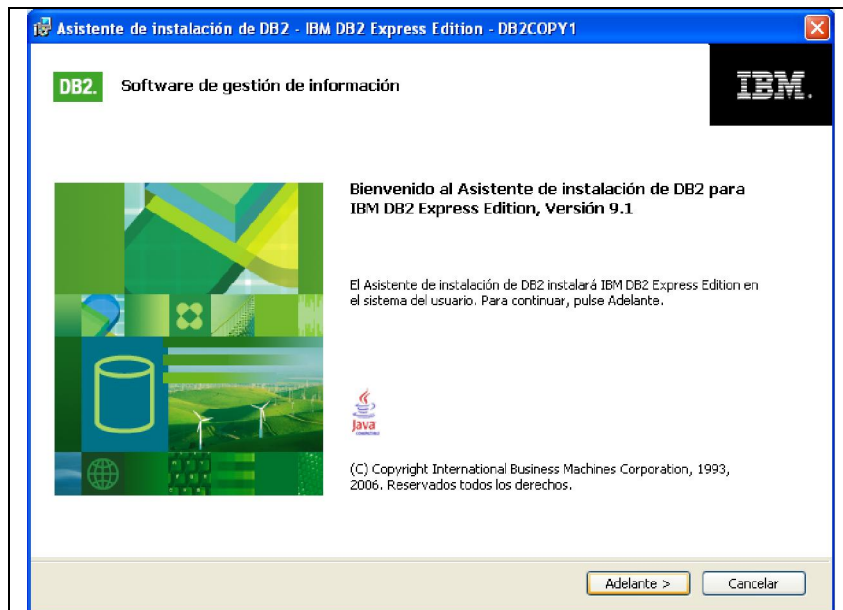 Asistente de instalación de DB2 - IBM DB2 Express Edition - DB2COPY1
DB2.
Software de gestión de información
IBM.
Bienvenido al Asistente de instalación de DB2 para
IBM DB2 Express Edition, Versión 9.1
El Asistente de instalación de DB2 instalará IBM DB2 Express Edition en
el sistema del usuario. Para continuar, pulse Adelante.
Java
COMPATIBLE
(C) Copyright International Business Machines Corporation, 1993,
2006. Reservados todos los derechos.
Adelante >
Cancelar